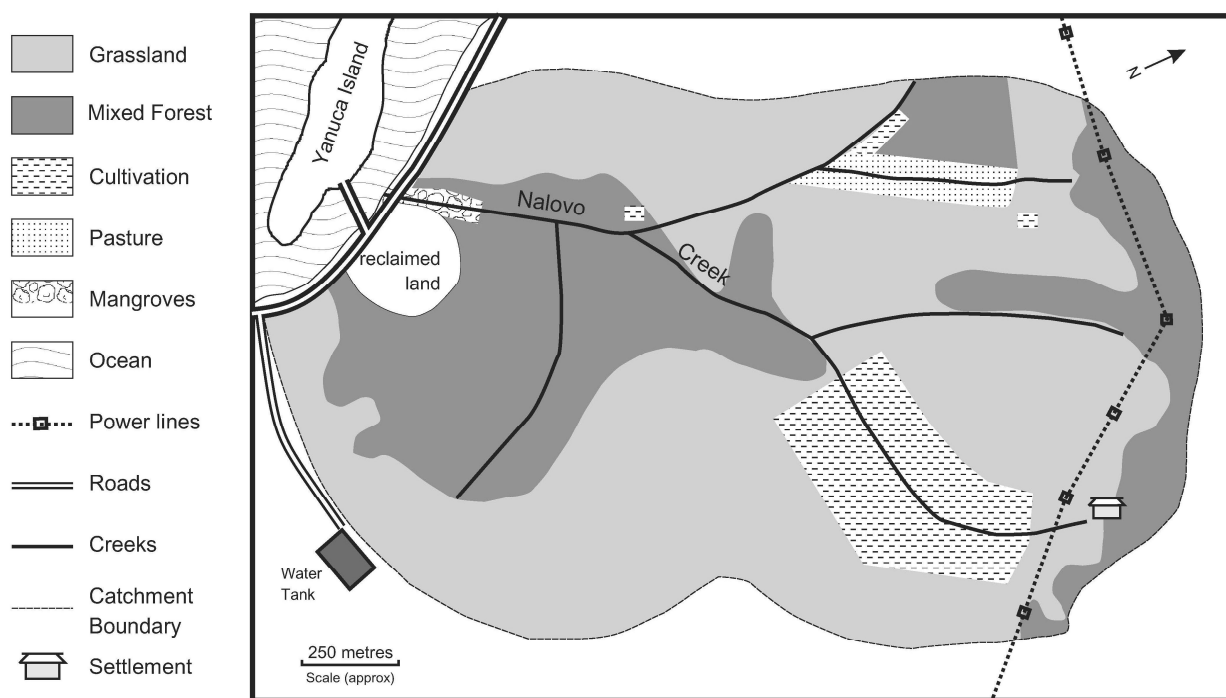 Grassland
Mixed Forest
Cultivation
Pasture
Mangroves
Ocean
Power lines
Roads
Creeks
Catchment
Boundary
Settlement
Yanuca Island
N
Nalovo
Creek
reclaimed
land
Water
Tank
250 metres
Scale (approx)